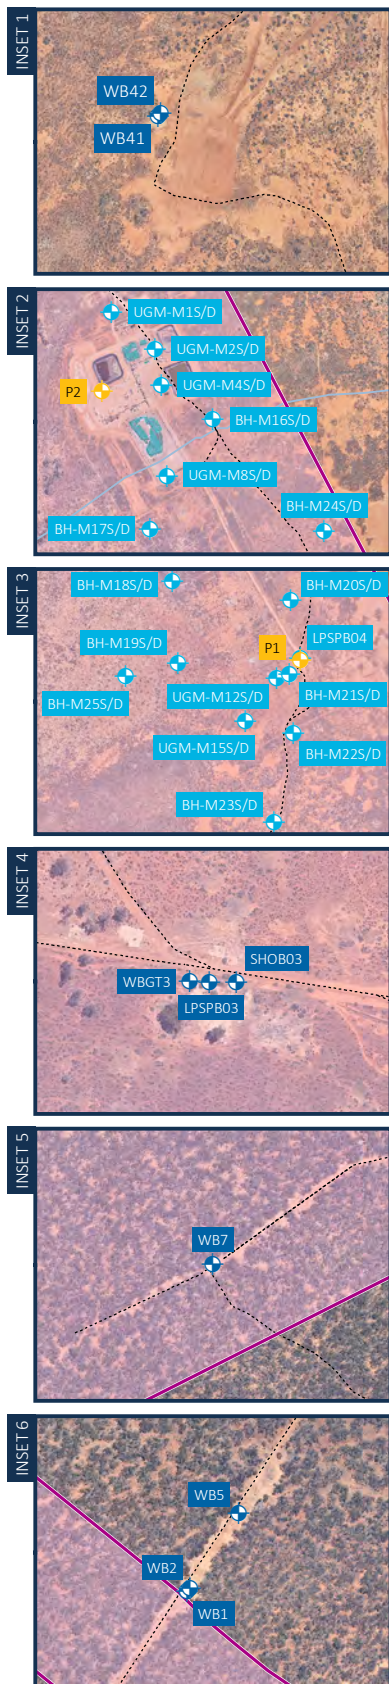 INSET 1
WB42
WB41
INSET 2
UGM-M1S/D
UGM-M2S/D
P2
UGM-M4S/D
BH-M16S/D
UGM-M8S/D
BH-M24S/D
BH-M17S/D
INSET 3
BH-M18S/D
BH-M20S/D
LPSPB04
BH-M19S/D
P1
BH-M25S/D
UGM-M12S/D
BH-M21S/D
UGM-M15S/D
BH-M22S/D
BH-M23S/D
INSET 4
SHOB03
WBGT3
LPSPB03
INSET 5
WB7
INSET 6
WB5
WB2
WB1